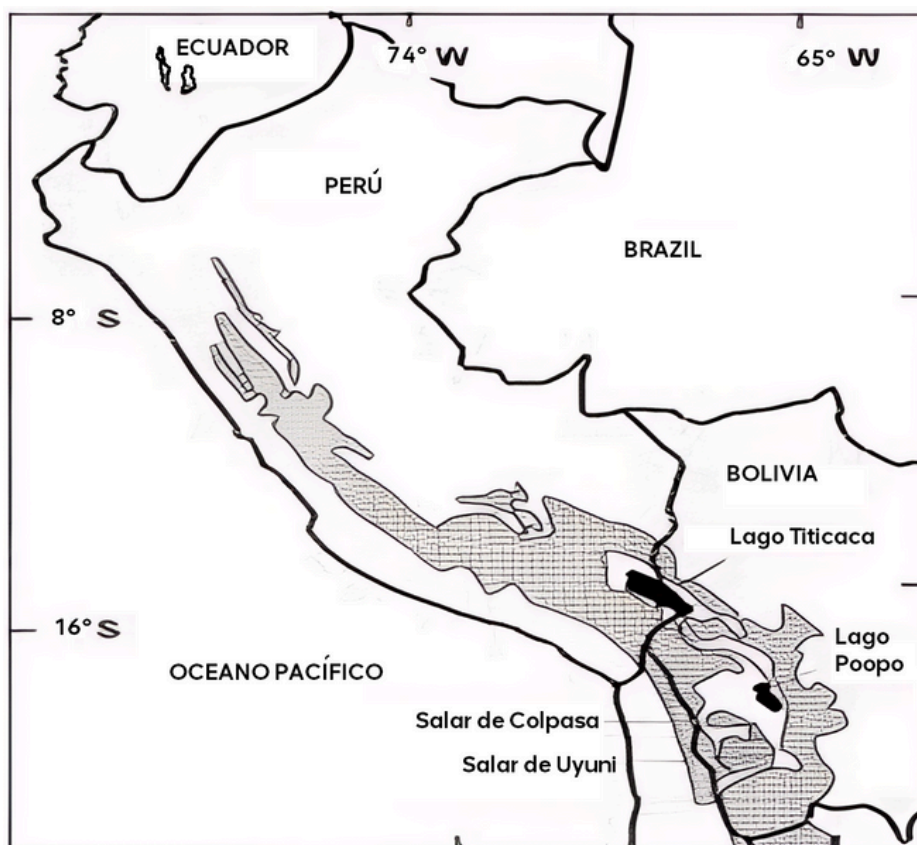 ECUADOR
74° W
65° W
PERÚ
BRAZIL
8° S
BOLIVIA
Lago Titicaca
16° S
Lago
Poopo
OCEANO PACÍFICO
Salar de Colpasa
Salar de Uyuni